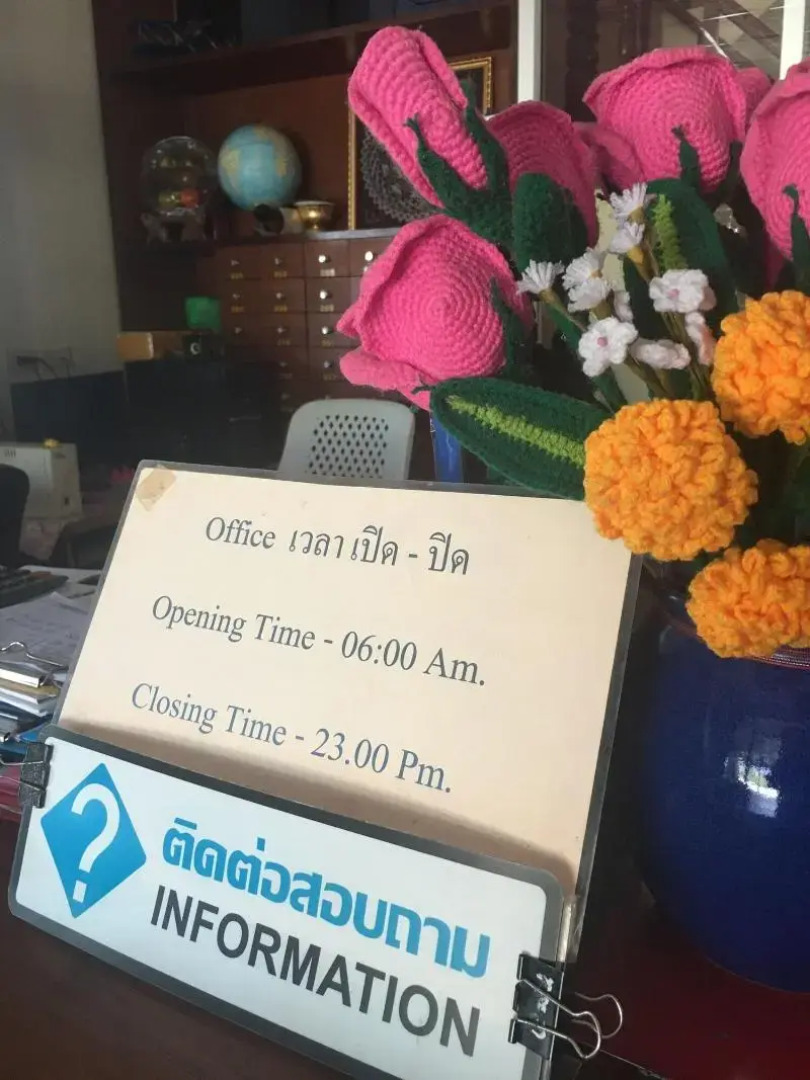 Office เวลา เปิด - ปิด
Opening Time - 06:00 Am.
Closing Time - 23.00 Pm.
?
ติดต่อสอบถาม
INFORMATION